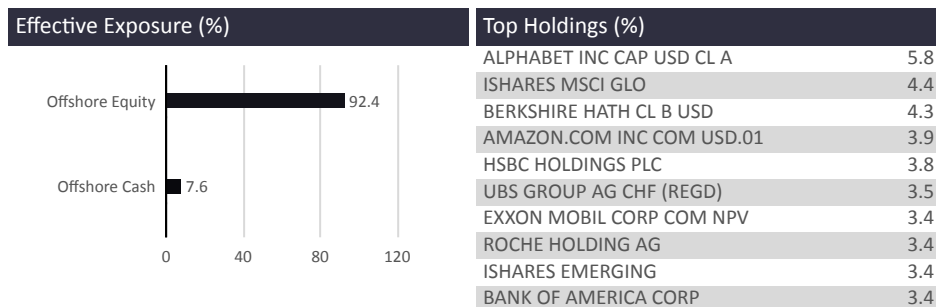 Effective Exposure (%)
Offshore Equity
92.4
Offshore Cash
7.6
0
40
80
120
Top Holdings (%)
ALPHABET INC CAP USD CL A 5.8
ISHARES MSCI GLO 4.4
BERKSHIRE HATH CL B USD 4.3
AMAZON.COM INC COM USD.01 3.9
HSBC HOLDINGS PLC 3.8
UBS GROUP AG CHF (REGD) 3.5
EXXON MOBIL CORP COM NPV 3.4
ROCHE HOLDING AG 3.4
ISHARES EMERGING 3.4
BANK OF AMERICA CORP 3.4